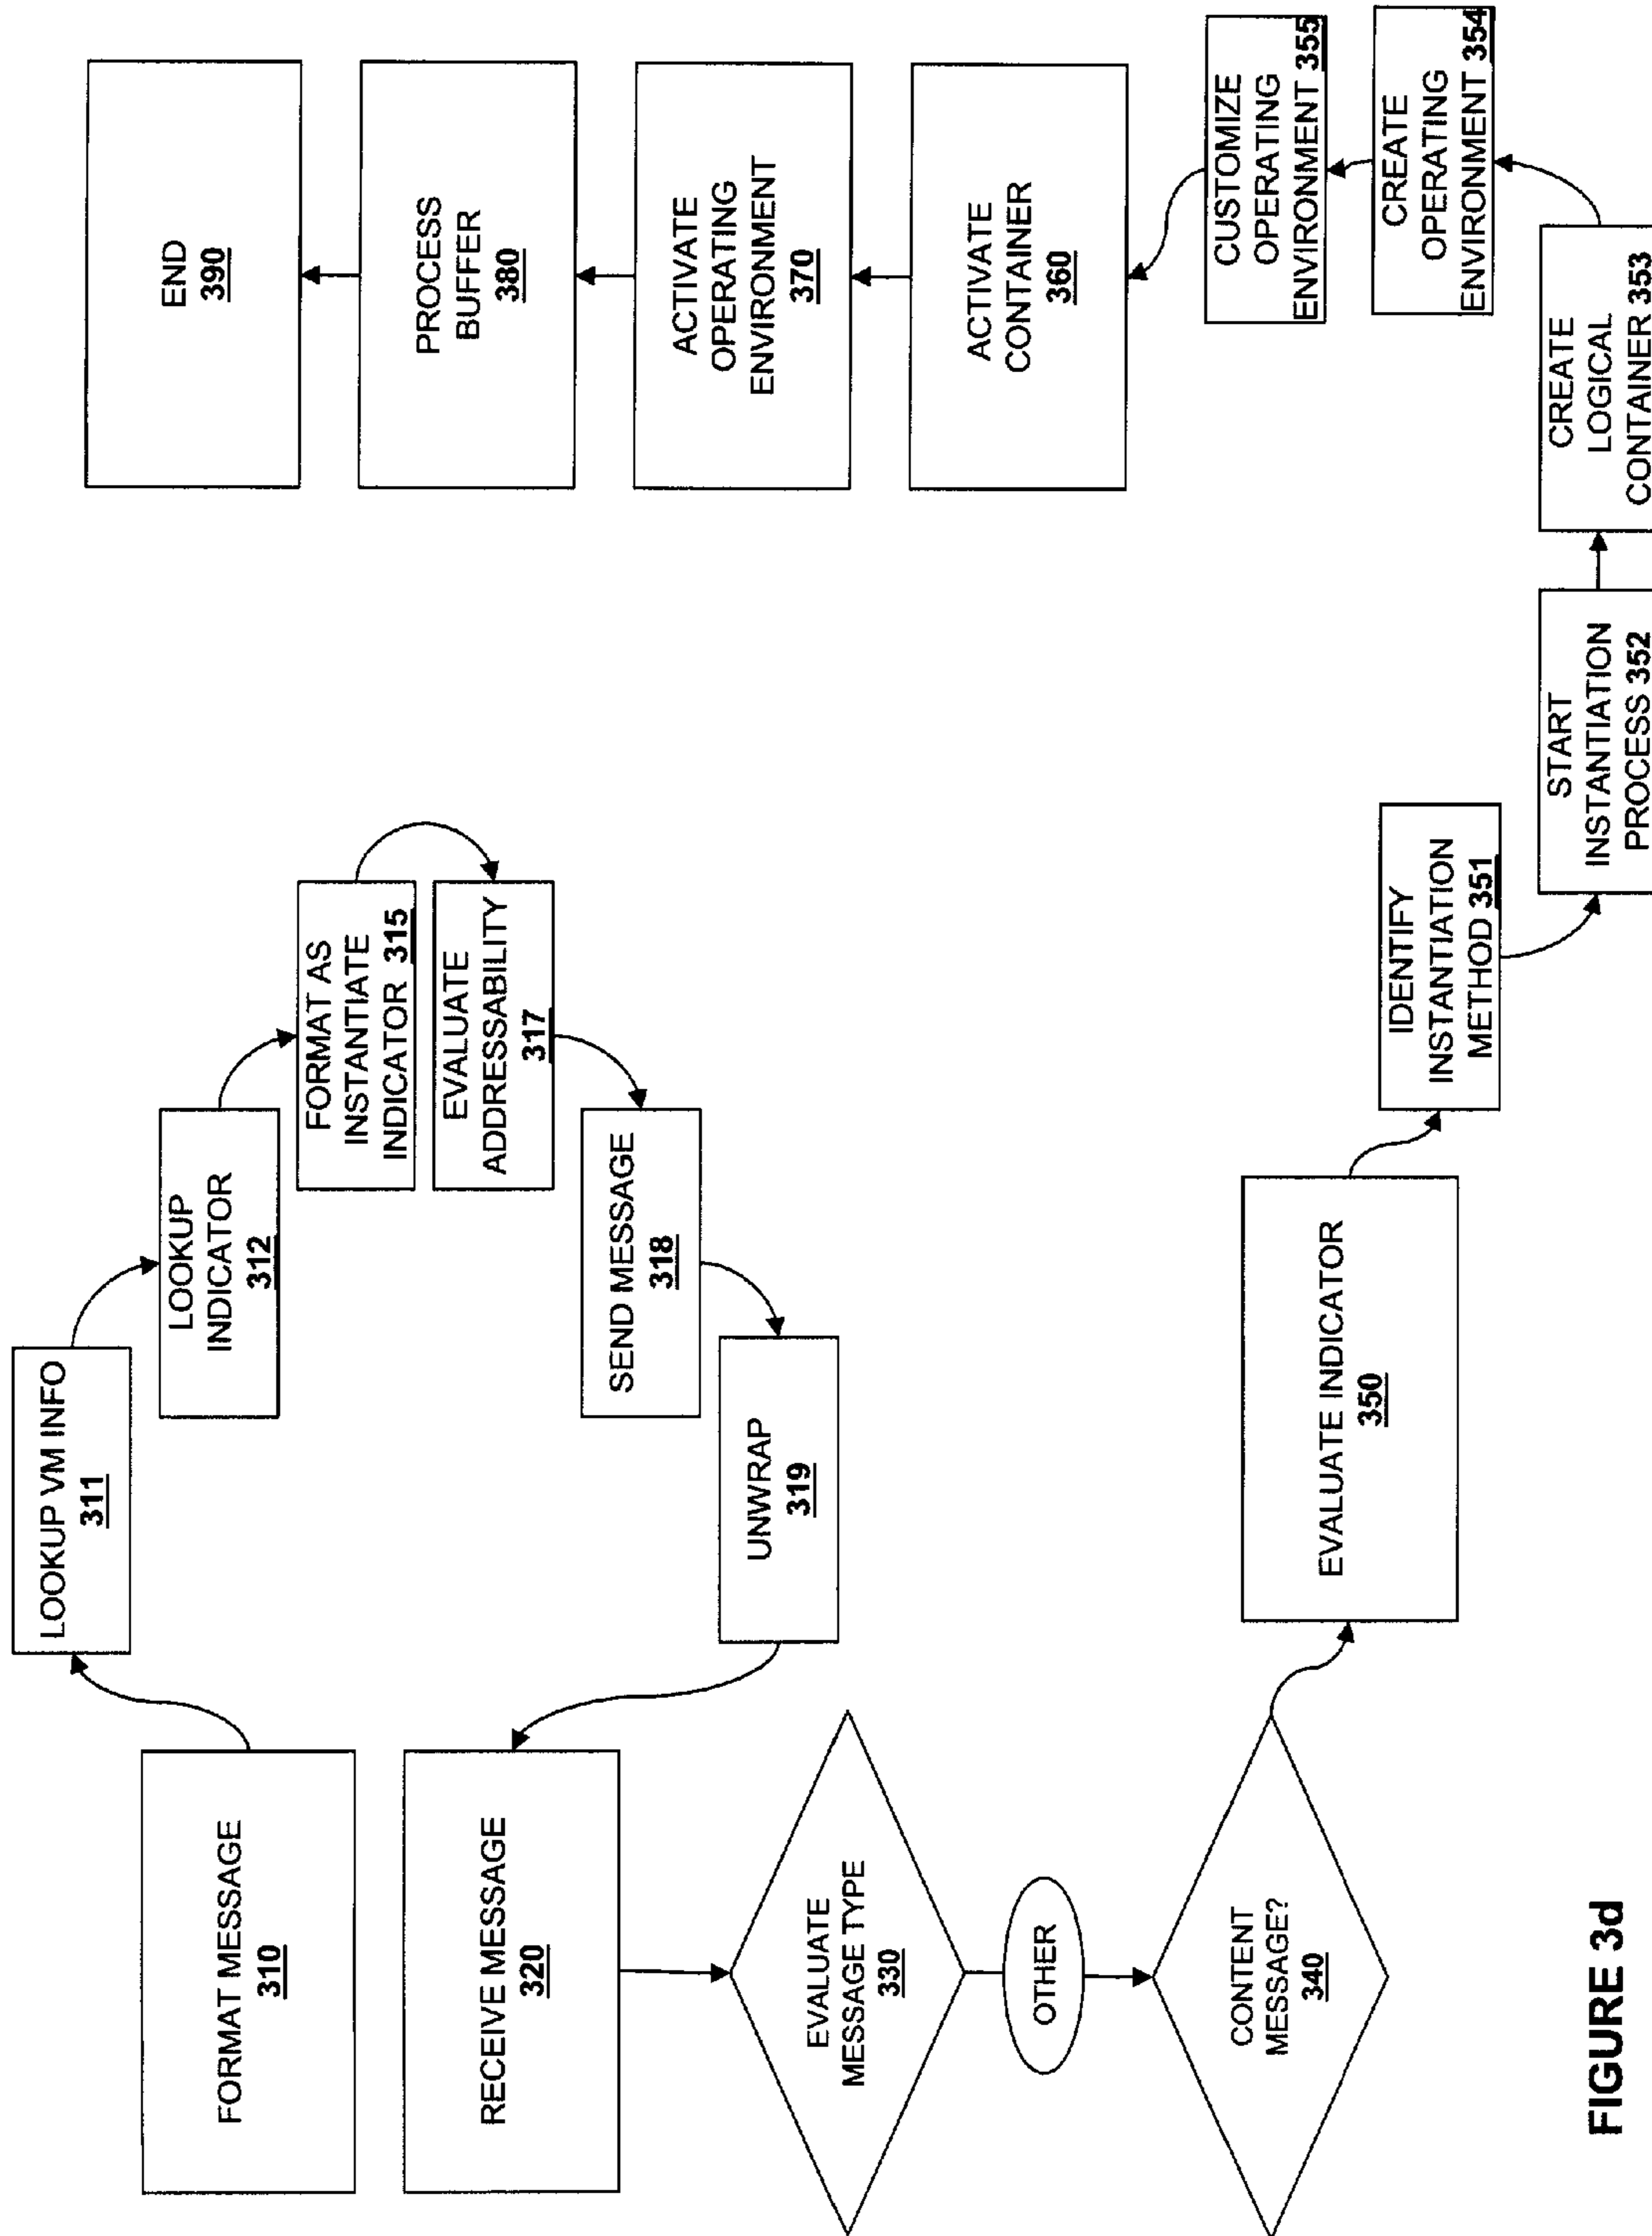 FORMAT MESSAGE
310
LOOKUP VM INFO
311
LOOKUP
INDICATOR
312
FORMAT AS
INSTANTIATE
INDICATOR 315
EVALUATE
ADDRESSABILITY
317
SEND MESSAGE
318
UNWRAP
319
RECEIVE MESSAGE
320
EVALUATE
MESSAGE TYPE
330
OTHER
CONTENT
MESSAGE?
340
EVALUATE INDICATOR
350
IDENTIFY
INSTANTIATION
METHOD 351
START
INSTANTIATION
PROCESS 352
CREATE
LOGICAL
CONTAINER 353
CREATE
OPERATING
ENVIRONMENT 354
CUSTOMIZE
OPERATING
ENVIRONMENT 355
ACTIVATE
CONTAINER
360
ACTIVATE
OPERATING
ENVIRONMENT
370
PROCESS
BUFFER
380
END
390
FIGURE 3d